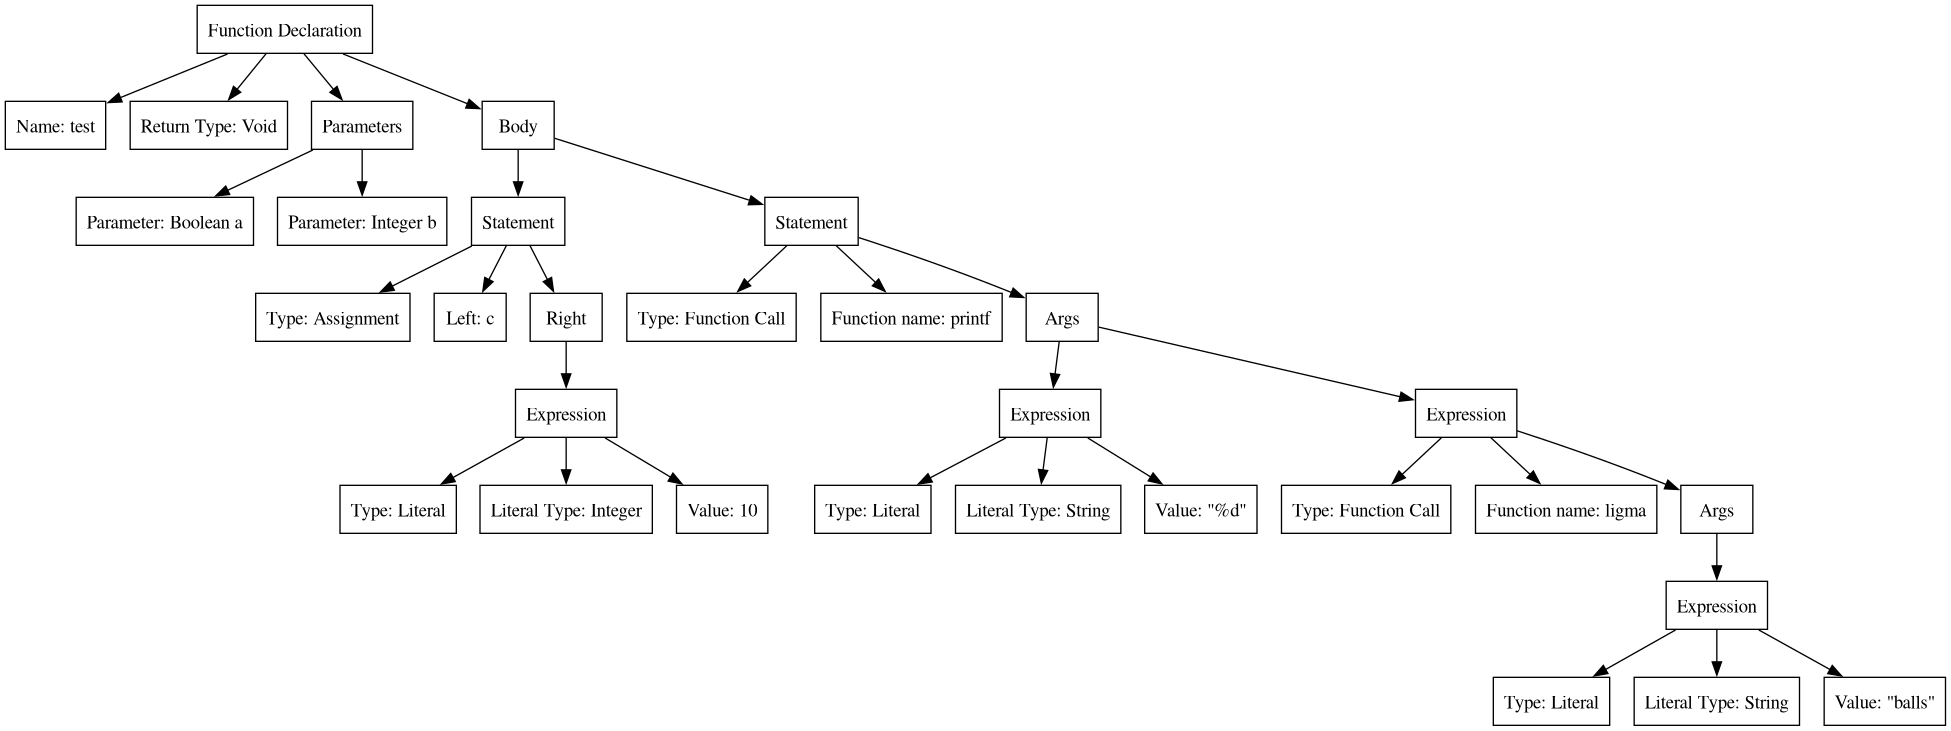 Function Declaration
Name: test
Return Type: Void
Parameters
Body
Parameter: Boolean a
Parameter: Integer b
Statement
Statement
Type: Assignment
Left: c
Right
Type: Function Call
Function name: printf
Args
Expression
Expression
Expression
Type: Literal
Literal Type: Integer
Value: 10
Type: Literal
Literal Type: String
Value: "%d"
Type: Function Call
Function name: ligma
Args
Expression
Type: Literal
Literal Type: String
Value: "balls"